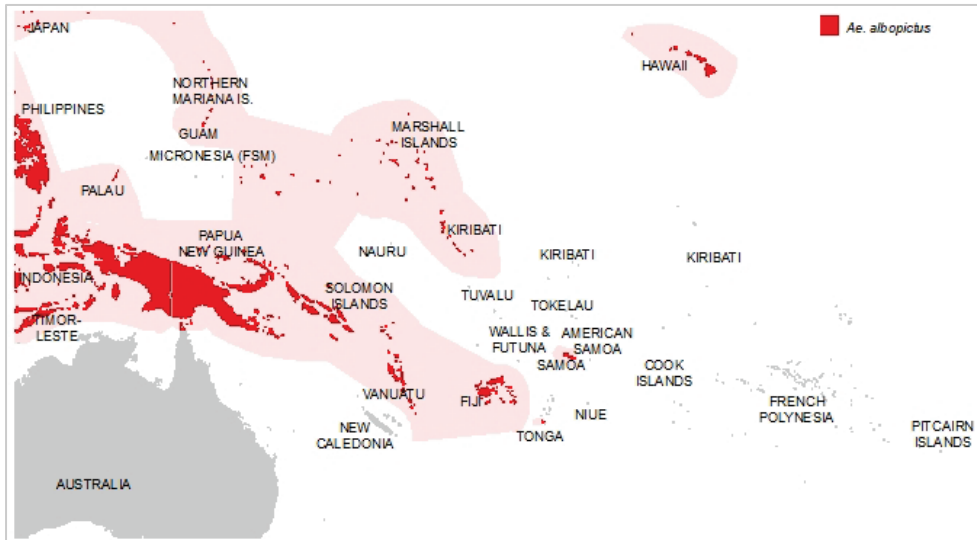 JAPAN
Ae. albopictus
HAWAII
NORTHERN
MARIANA IS.
PHILIPPINES
GUAM
MARSHALL
ISLANDS
MICRONESIA (FSM)
PALAU
KIRIBATI
PAPUA
NEW GUINEA
NAURU
KIRIBATI
KIRIBATI
INDONESIA
SOLOMON
ISLANDS
TUVALU
TOKELAU
TIMOR-
LESTE
WALLIS &
FUTUNA
AMERICAN
SAMOA
SAMOA
COOK
ISLANDS
VANUATU
FIJI
FRENCH
POLYNESIA
NIUE
NEW
CALEDONIA
TONGA
PITCAIRN
ISLANDS
AUSTRALIA